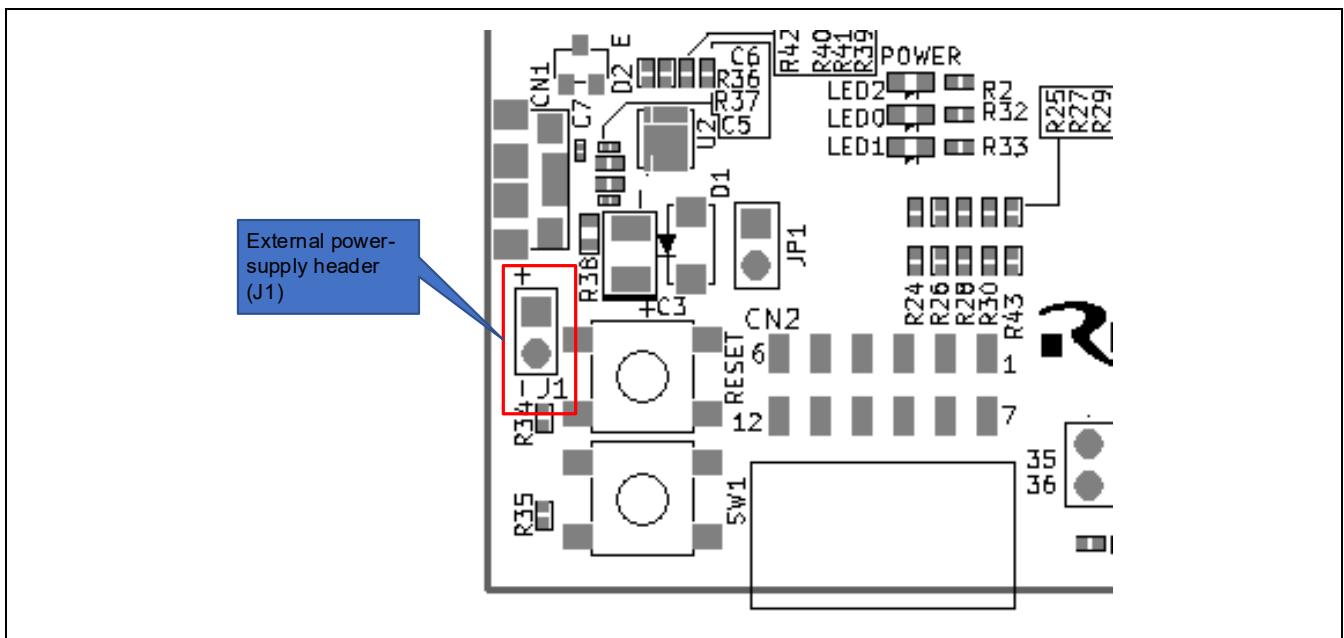 E
CN1
D2
C7
C6
R36
R37
C5
U2
R42
R40
R41
R39
POWER
LED2
R2
LED0
R32
LED1
R33
R25
R27
R29
D1
JP1
External power-
supply header
(J1)
+
R38
+C3
R24
R26
R28
R30
R43
CN2
6
1
RESET
- J1
R34
12
7
35
36
SW1
R35